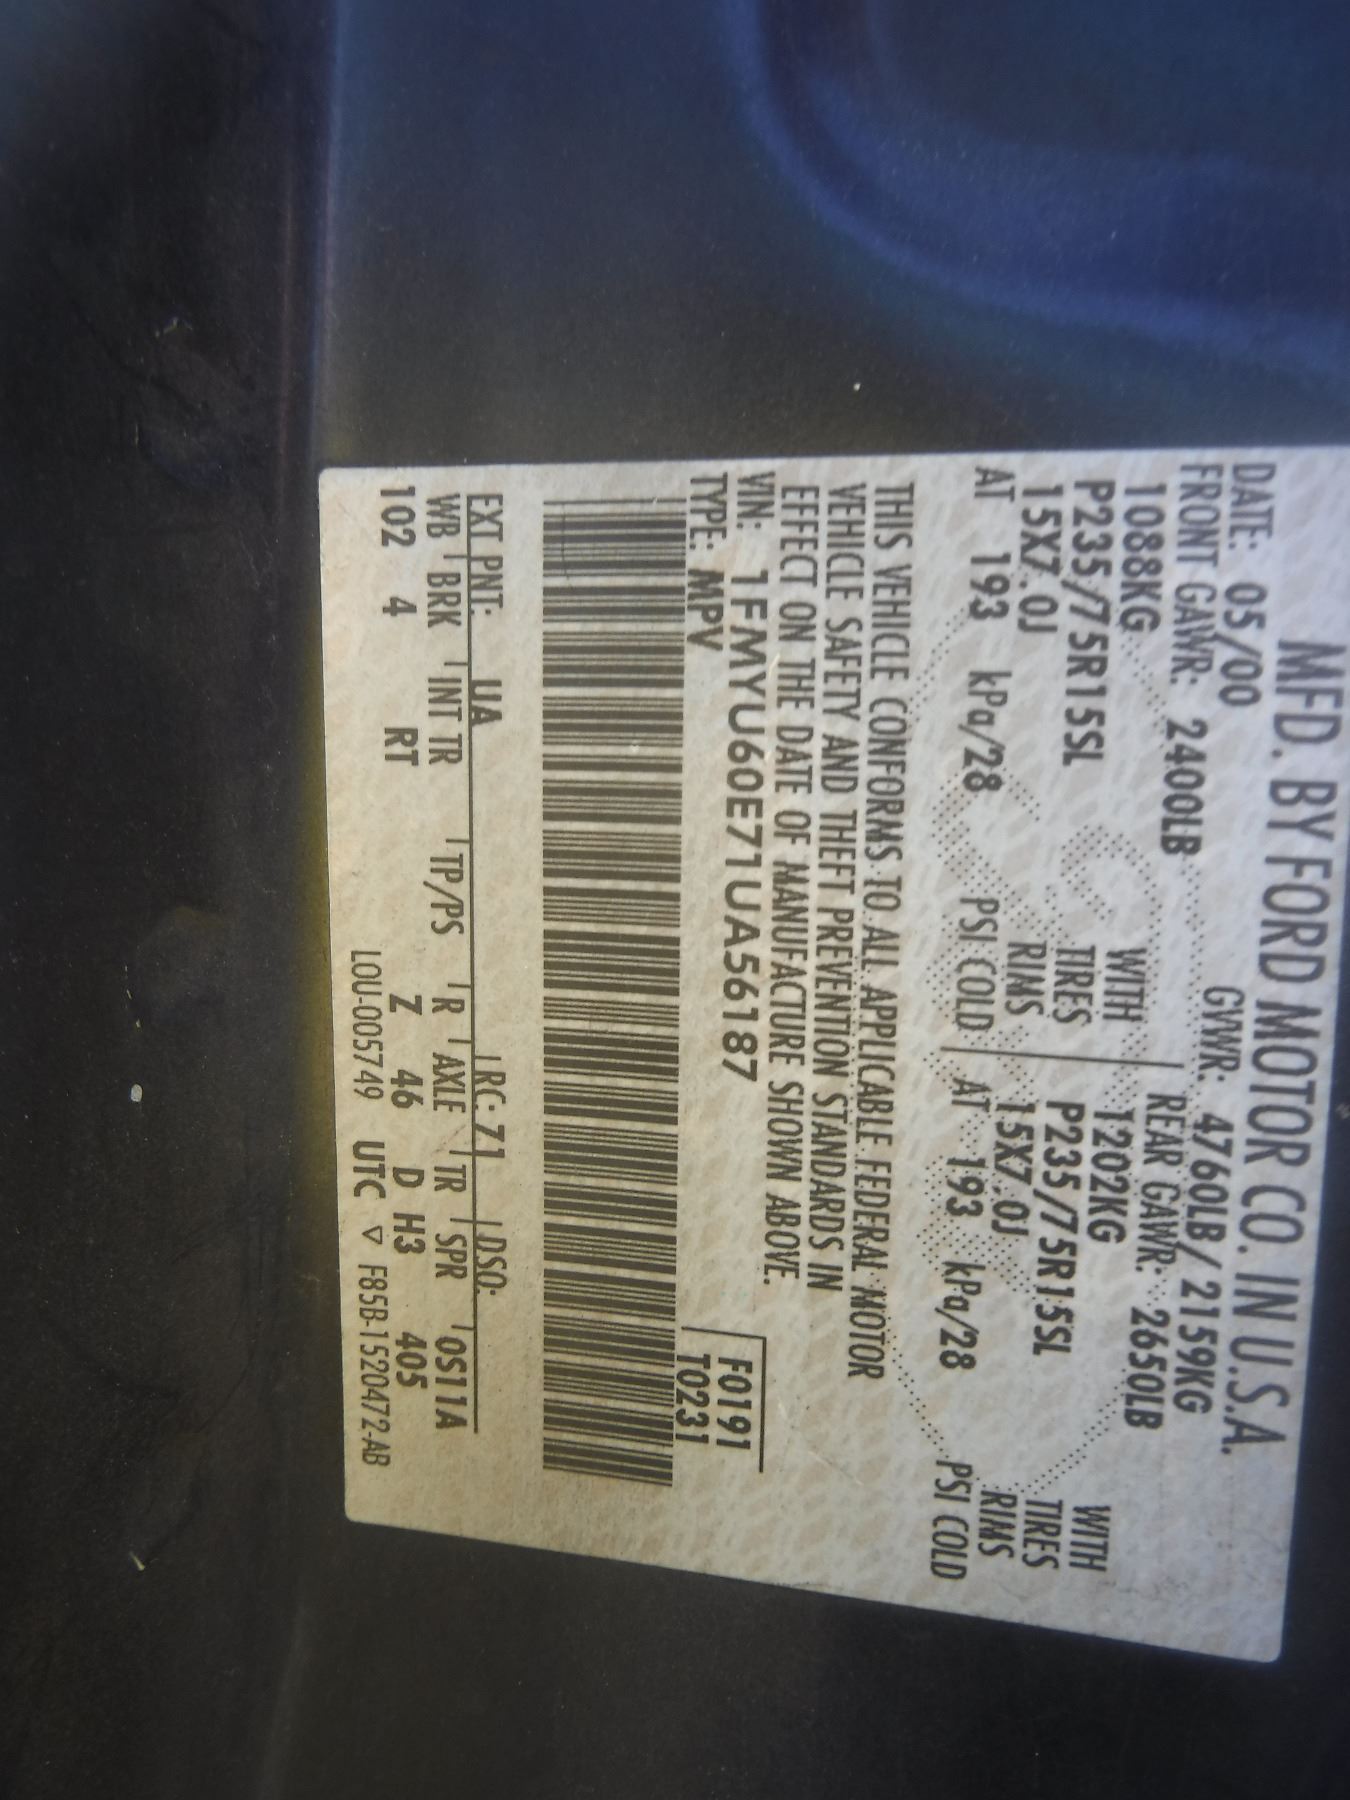 MFD. BY FORD MOTOR CO. IN U.S.A.
DATE: 05/00 GVWR: 4760LB/ 2159KG
FRONT GAWR: 2400LB REAR GAWR: 2650LB
1088KG WITH 1202KG WITH
P235/75R15SL TIRES P235/75R15SL TIRES
15X7.0J RIMS 15X7.0J RIMS
AT 193 kPa/28 PSI COLD AT 193 kPa/28 PSI COLD
THIS VEHICLE CONFORMS TO ALL APPLICABLE FEDERAL MOTOR
VEHICLE SAFETY AND THEFT PREVENTION STANDARDS IN
EFFECT ON THE DATE OF MANUFACTURE SHOWN ABOVE.
VIN: 1FMYU60E71UA56187 F0191
TYPE: MPV T0231
EXT PNT: UA RC: 71 DSO:
WB BRK INT TR TP/PS R AXLE TR SPR OS11A
102 4 RT Z 46 D H3 405
LOU-005749 UTC ▽ F85B-1520472-AB